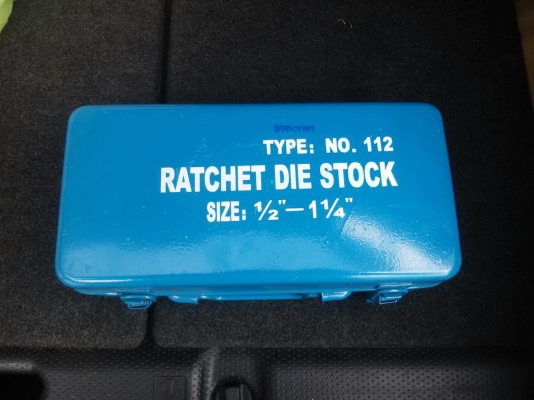 TYPE: NO. 112
RATCHET DIE STOCK
SIZE: ½"—1¼"